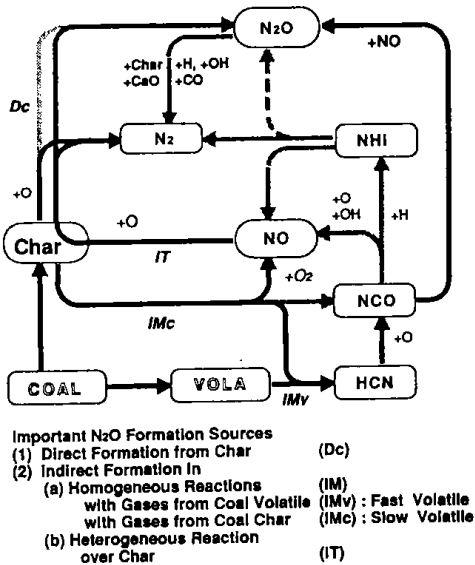 N2O
+NO
+Char +H, +OH
+CaO +CO
Dc
N2
NHi
+O
+O
+O
+OH
+H
Char
IT
NO
+O2
NCO
IMc
+O
COAL
VOLA
IMv
HCN
Important N2O Formation Sources
(1) Direct Formation from Char (Dc)
(2) Indirect Formation in
(a) Homogeneous Reactions (IM)
with Gases from Coal Volatile (IMv) : Fast Volatile
with Gases from Coal Char (IMc) : Slow Volatile
(b) Heterogeneous Reaction
over Char (IT)